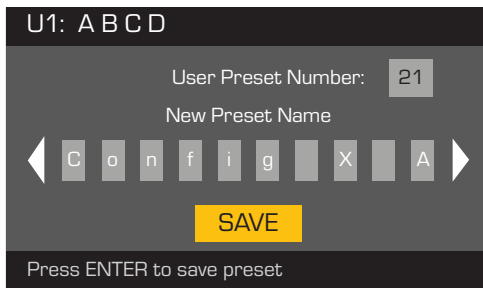 U1: A B C D
User Preset Number: 21
New Preset Name
C o n f i g X A
SAVE
Press ENTER to save preset